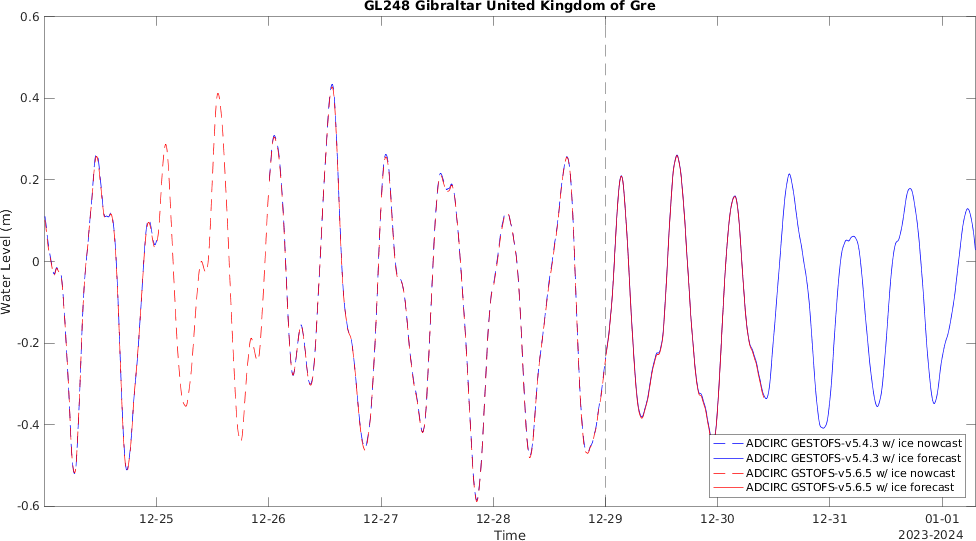 GL248 Gibraltar United Kingdom of Gre
0.6
0.4
0.2
0
-0.2
-0.4
-0.6
Water Level (m)
12-25
12-26
12-27
12-28
12-29
12-30
12-31
01-01
Time
2023-2024
ADCIRC GESTOFS-v5.4.3 w/ ice nowcast
ADCIRC GESTOFS-v5.4.3 w/ ice forecast
ADCIRC GSTOFS-v5.6.5 w/ ice nowcast
ADCIRC GSTOFS-v5.6.5 w/ ice forecast